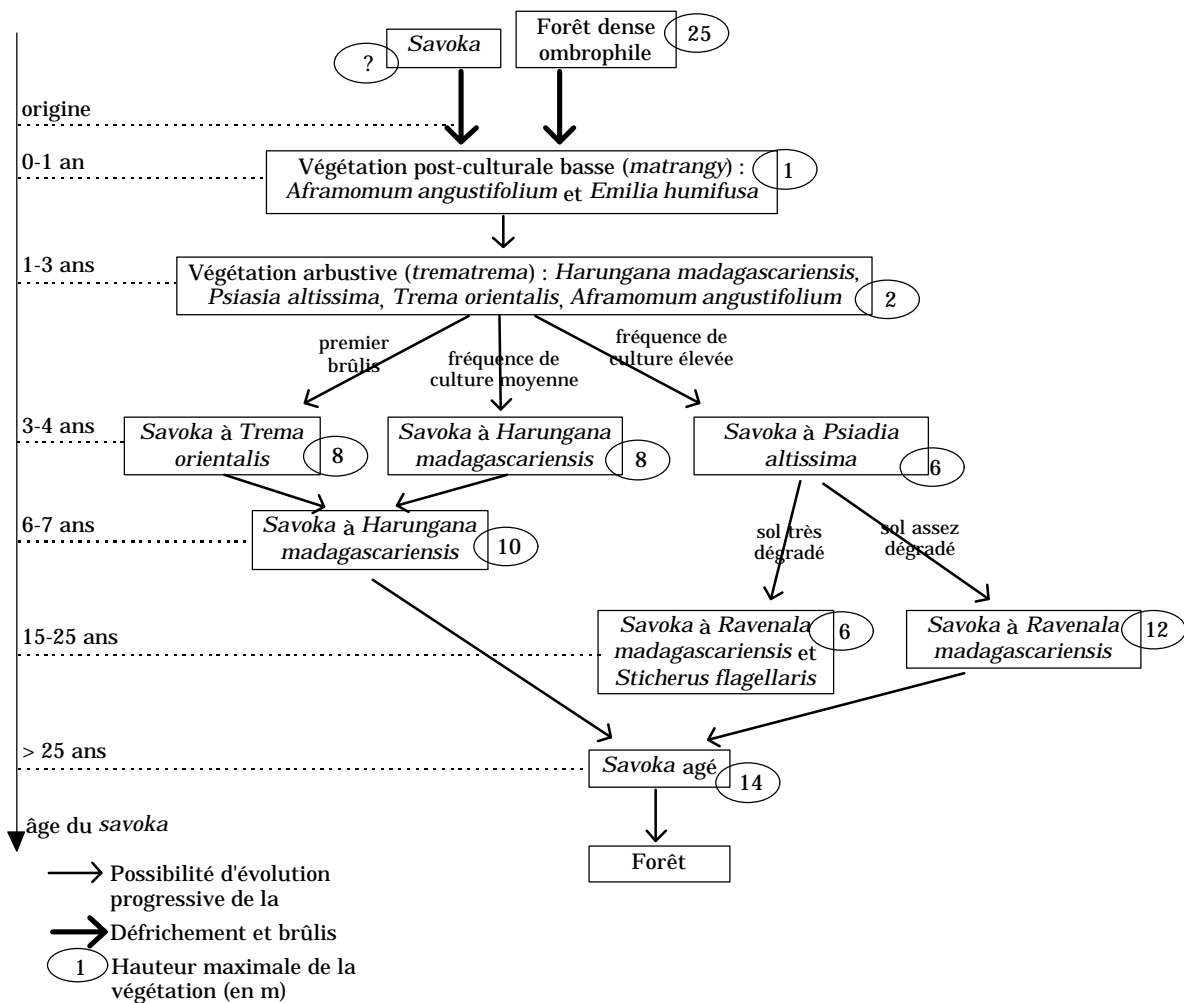 Savoka
?
Forêt dense
ombrophile
25
origine
0-1 an
Végétation post-culturale basse (matrangy) :
Aframomum angustifolium et Emilia humifusa
1
1-3 ans
Végétation arbustive (trematrema) : Harungana madagascariensis,
Psiasia altissima, Trema orientalis, Aframomum angustifolium
2
premier
brûlis
fréquence de
culture moyenne
fréquence de
culture élevée
3-4 ans
Savoka à Trema
orientalis
8
Savoka à Harungana
madagascariensis
8
Savoka à Psiadia
altissima
6
6-7 ans
Savoka à Harungana
madagascariensis
10
sol très
dégradé
sol assez
dégradé
15-25 ans
Savoka à Ravenala
madagascariensis et
Sticherus flagellaris
6
Savoka à Ravenala
madagascariensis
12
> 25 ans
Savoka agé
14
âge du savoka
Forêt
Possibilité d'évolution
progressive de la
Défrichement et brûlis
1
Hauteur maximale de la
végétation (en m)